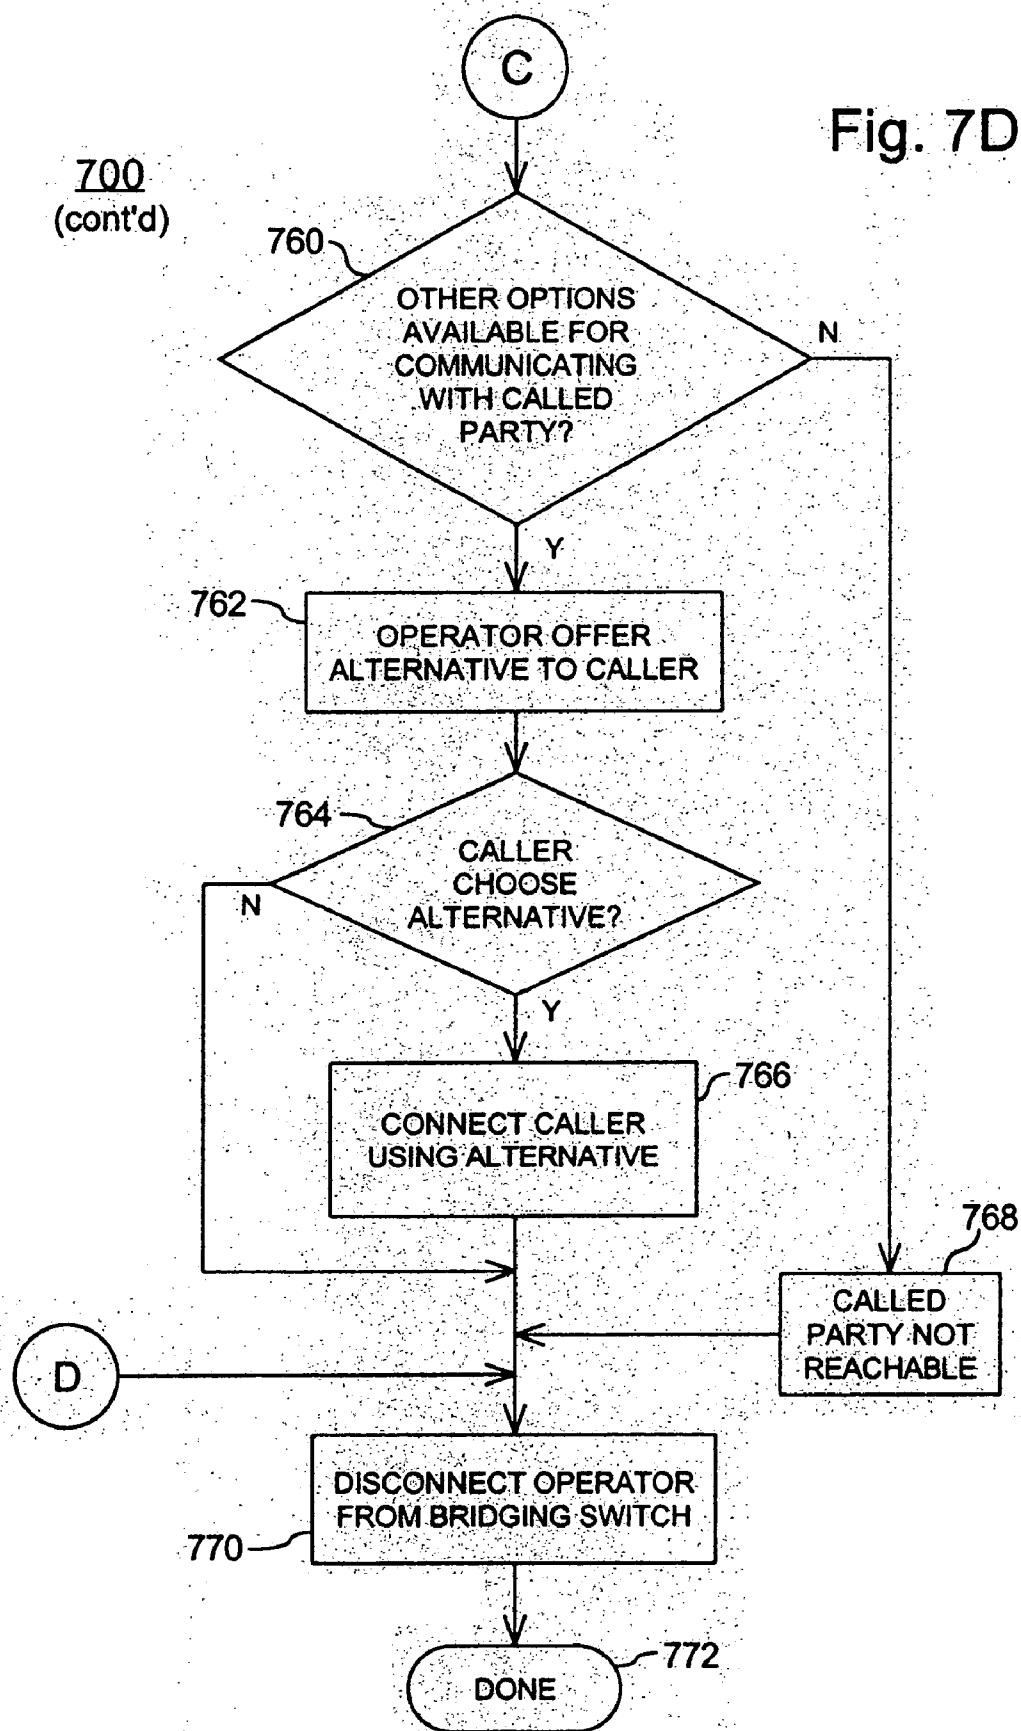 C
Fig. 7D
700
(cont'd)
760
OTHER OPTIONS
AVAILABLE FOR
COMMUNICATING
WITH CALLED
PARTY?
N
Y
762
OPERATOR OFFER
ALTERNATIVE TO CALLER
764
CALLER
CHOOSE
ALTERNATIVE?
N
Y
766
CONNECT CALLER
USING ALTERNATIVE
768
CALLED
PARTY NOT
REACHABLE
D
DISCONNECT OPERATOR
FROM BRIDGING SWITCH
770
772
DONE